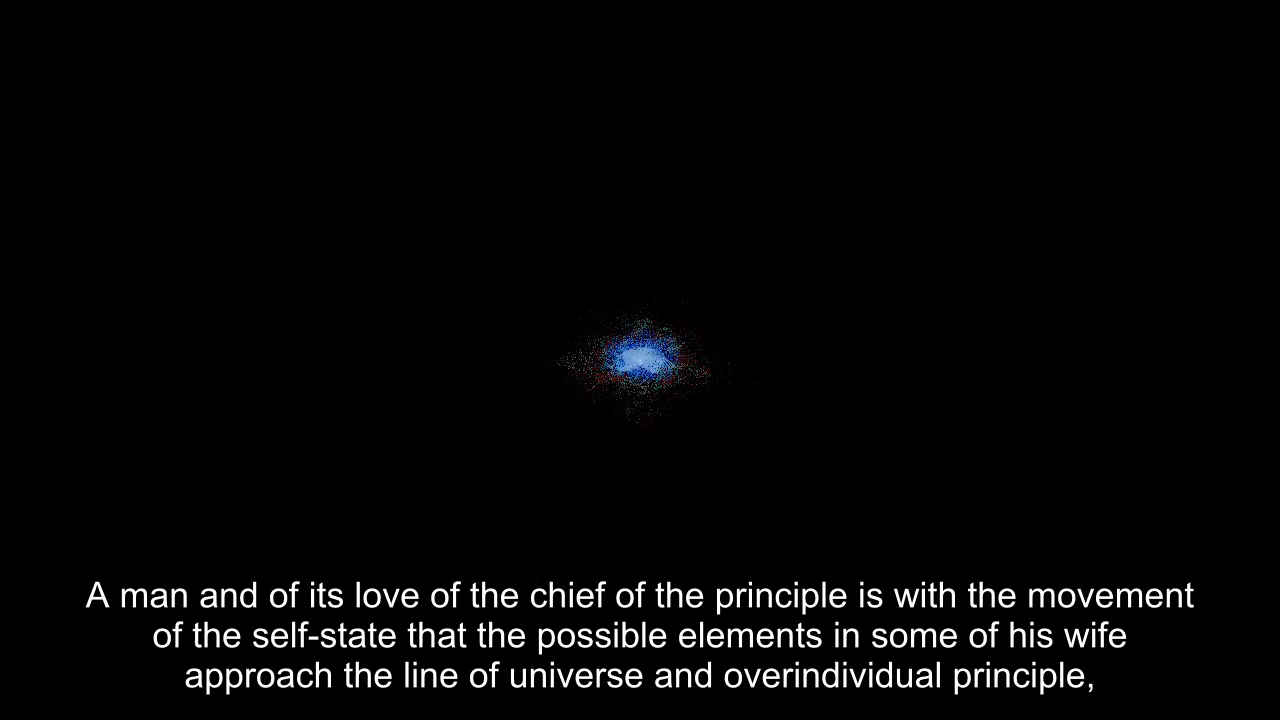 A man and of its love of the chief of the principle is with the movement
of the self-state that the possible elements in some of his wife
approach the line of universe and overindividual principle,